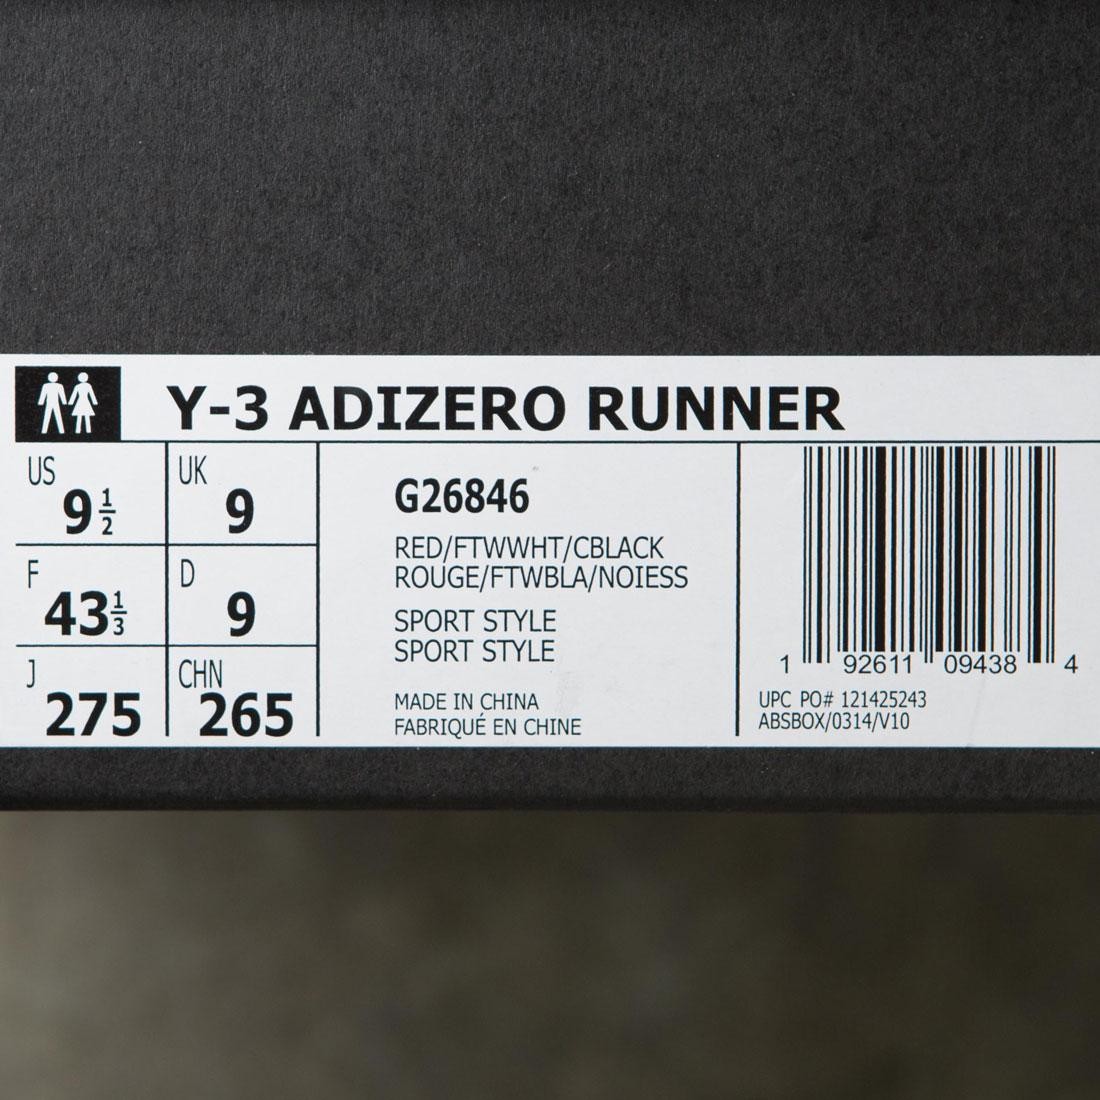 Y-3 ADIZERO RUNNER
US 9 1/2
UK 9
F 43 1/3
D 9
J 275
CHN 265
G26846
RED/FTWWHT/CBLACK
ROUGE/FTWBLA/NOIESS
SPORT STYLE
SPORT STYLE
MADE IN CHINA
FABRIQUÉ EN CHINE
1 92611 09438 4
UPC PO# 121425243
ABSBOX/0314/V10